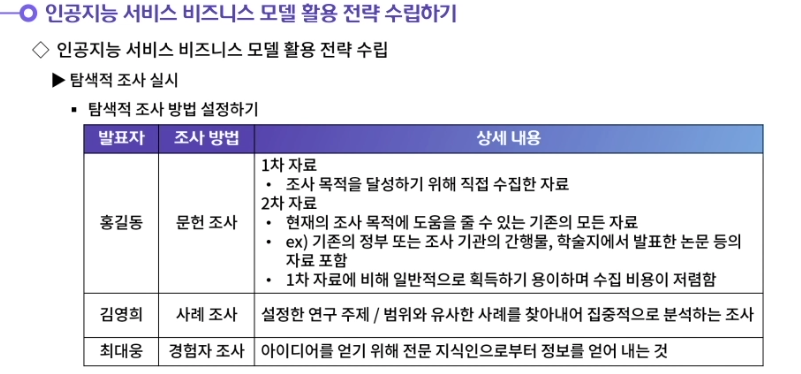 인공지능 서비스 비즈니스 모델 활용 전략 수립하기
◇ 인공지능 서비스 비즈니스 모델 활용 전략 수립
▶ 탐색적 조사 실시
▪ 탐색적 조사 방법 설정하기
발표자 조사 방법 상세 내용
홍길동 문헌 조사
1차 자료
• 조사 목적을 달성하기 위해 직접 수집한 자료
2차 자료
• 현재의 조사 목적에 도움을 줄 수 있는 기존의 모든 자료
• ex) 기존의 정부 또는 조사 기관의 간행물, 학술지에서 발표한 논문 등의
자료 포함
• 1차 자료에 비해 일반적으로 획득하기 용이하며 수집 비용이 저렴함
김영희 사례 조사 설정한 연구 주제 / 범위와 유사한 사례를 찾아내어 집중적으로 분석하는 조사
최대웅 경험자 조사 아이디어를 얻기 위해 전문 지식인으로부터 정보를 얻어 내는 것